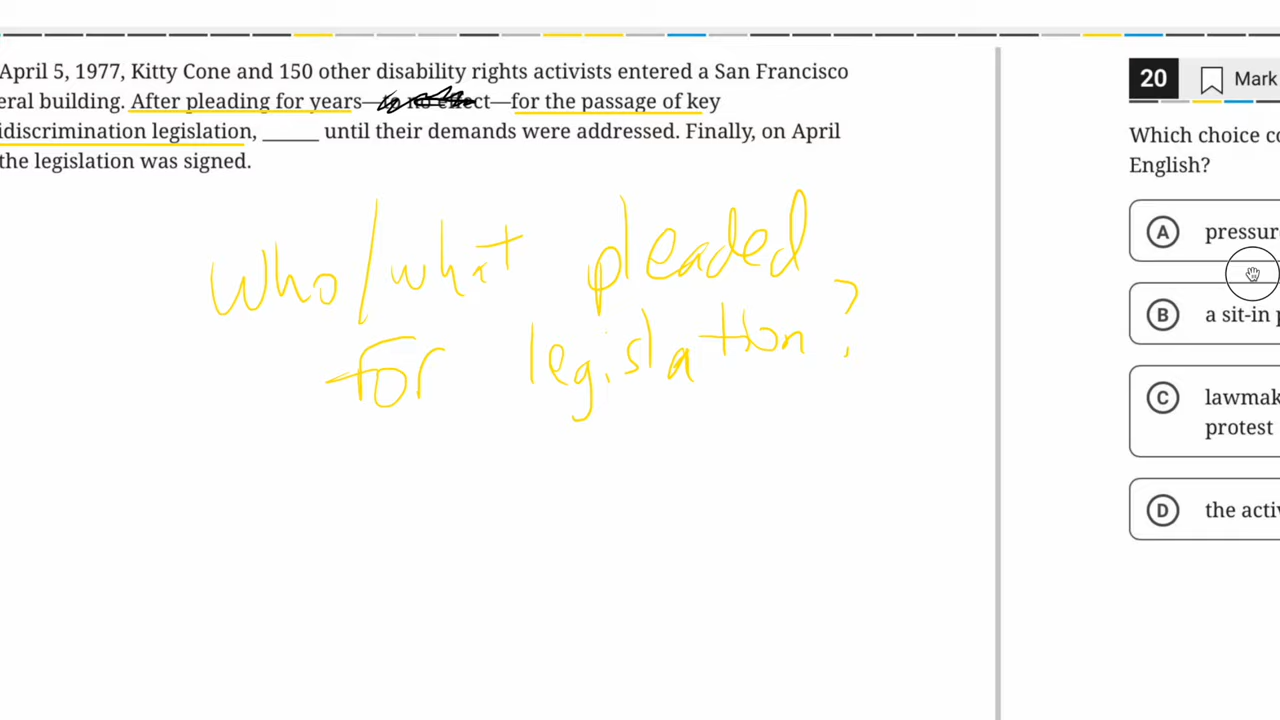 April 5, 1977, Kitty Cone and 150 other disability rights activists entered a San Francisco
eral building. After pleading for years—to no effect—for the passage of key
idiscrimination legislation, ______ until their demands were addressed. Finally, on April
the legislation was signed.
who/what pleaded
for legislation?
20 Mark
Which choice co
English?
A pressur
B a sit-in p
C lawmak
protest
D the activ